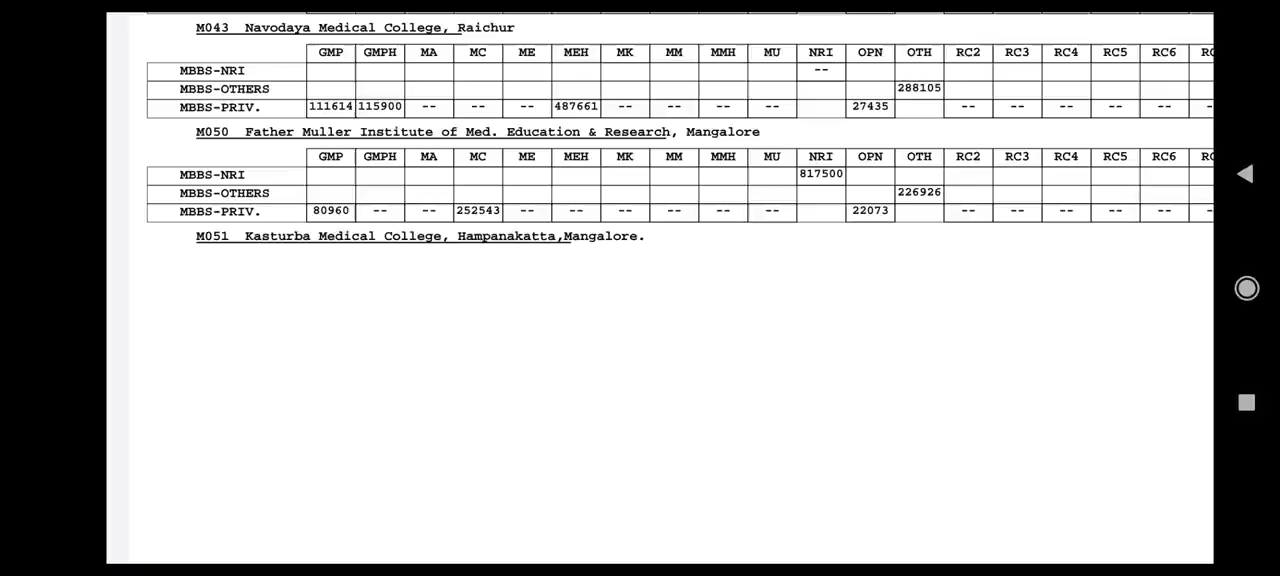 M043 Navodaya Medical College, Raichur
GMP GMPH MA MC ME MEH MK MM MMH MU NRI OPN OTH RC2 RC3 RC4 RC5 RC6
MBBS-NRI --
MBBS-OTHERS 288105
MBBS-PRIV. 111614 115900 -- -- -- 487661 -- -- -- -- 27435 -- -- -- -- -- -
M050 Father Muller Institute of Med. Education & Research, Mangalore
GMP GMPH MA MC ME MEH MK MM MMH MU NRI OPN OTH RC2 RC3 RC4 RC5 RC6
MBBS-NRI 817500
MBBS-OTHERS 226926
MBBS-PRIV. 80960 -- -- 252543 -- -- -- -- -- -- 22073 -- -- -- -- -- -
M051 Kasturba Medical College, Hampanakatta,Mangalore.